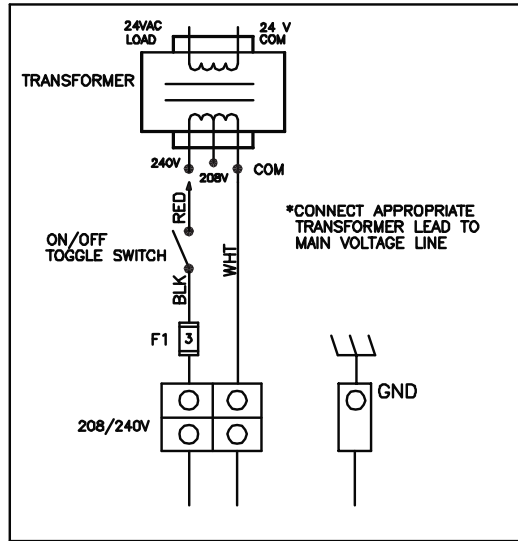 24VAC
LOAD
24 V
COM
TRANSFORMER
240V
208V
COM
RED
*CONNECT APPROPRIATE
TRANSFORMER LEAD TO
MAIN VOLTAGE LINE
ON/OFF
TOGGLE SWITCH
WHT
BLK
F1
3
GND
208/240V